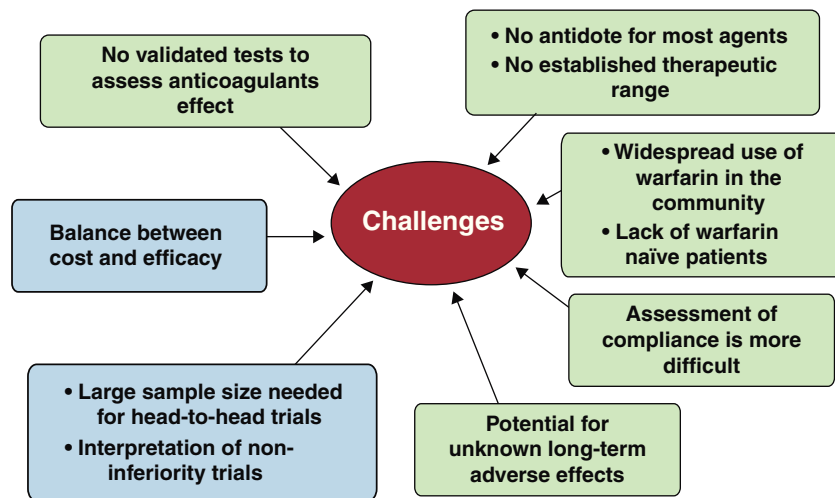 No validated tests to
assess anticoagulants
effect
• No antidote for most agents
• No established therapeutic
range
• Widespread use of
warfarin in the
community
• Lack of warfarin
naïve patients
Challenges
Balance between
cost and efficacy
Assessment of
compliance is more
difficult
• Large sample size needed
for head-to-head trials
• Interpretation of non-
inferiority trials
Potential for
unknown long-term
adverse effects